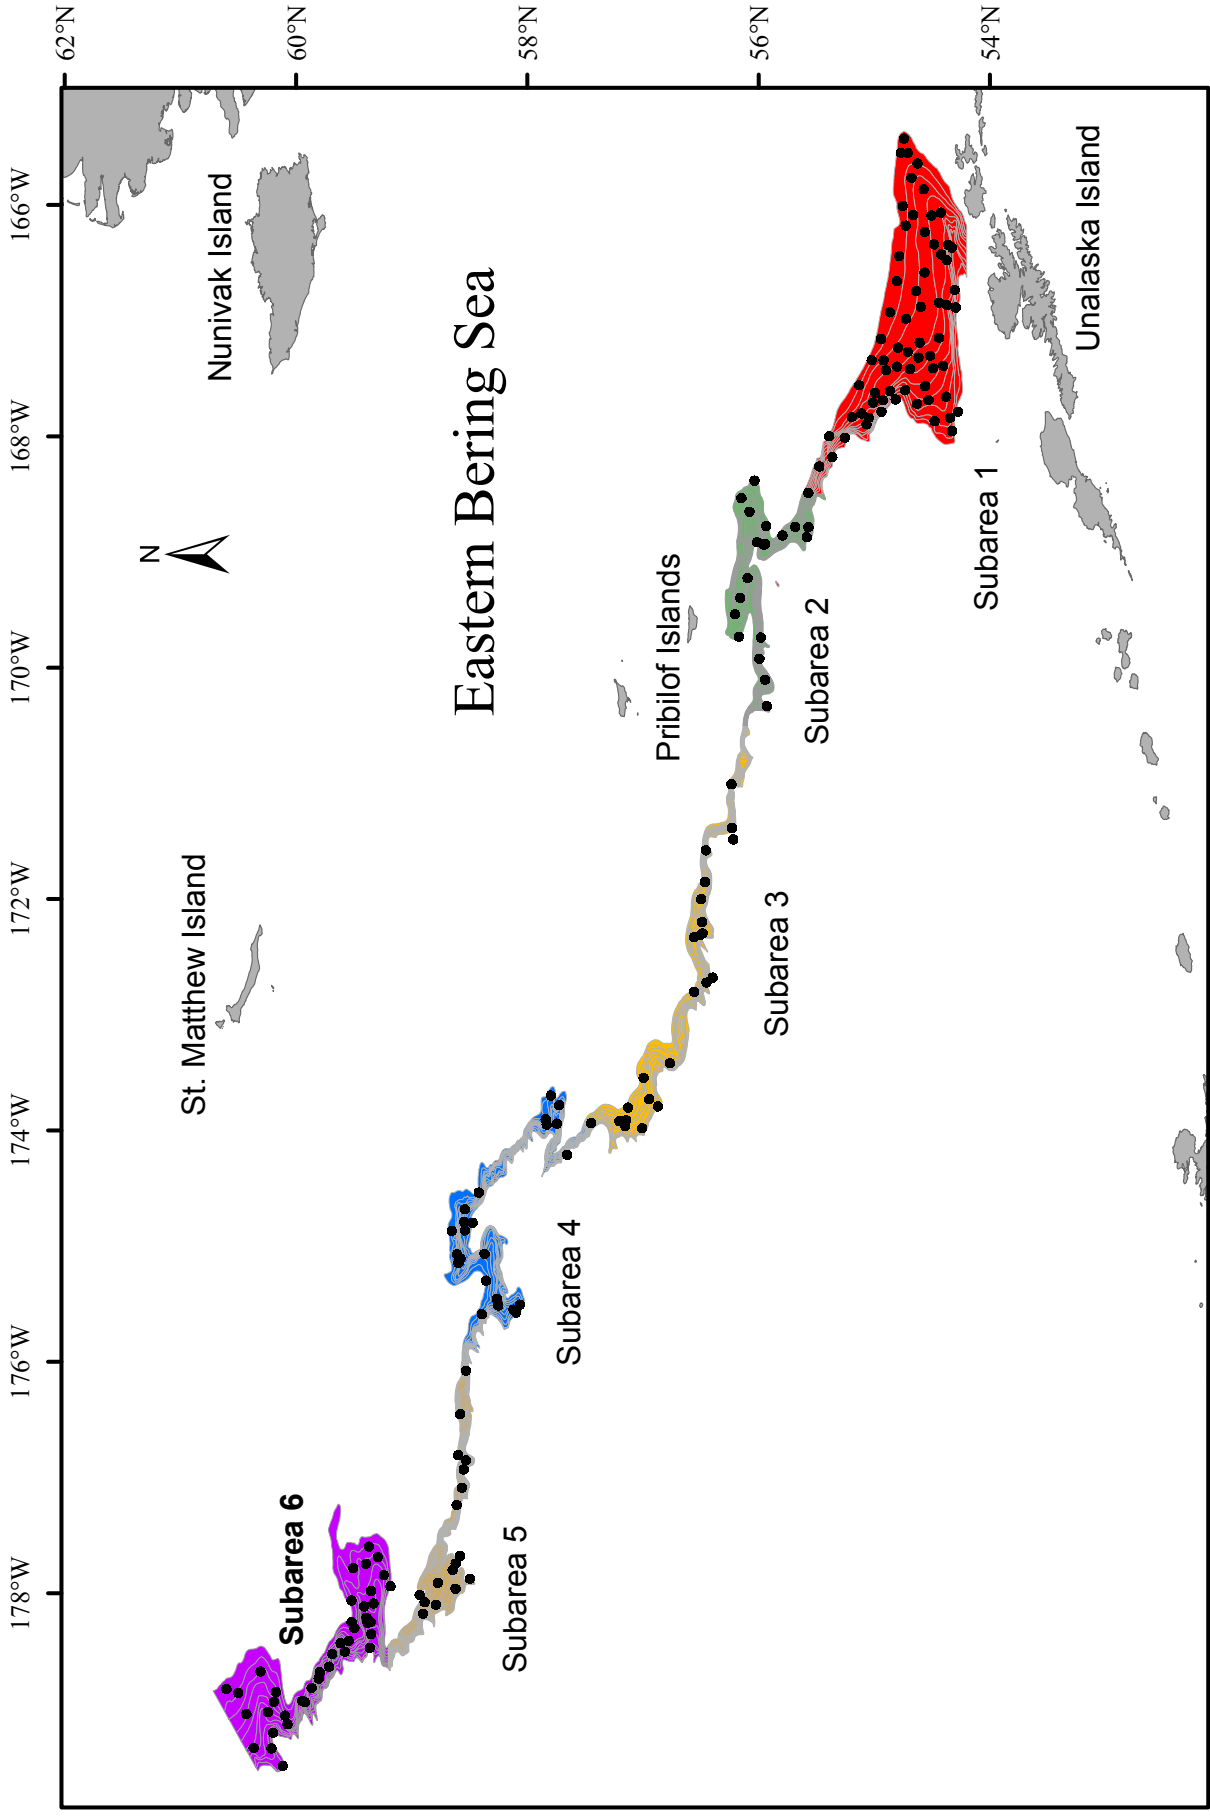 62°N
60°N
58°N
56°N
54°N
166°W
168°W
170°W
172°W
174°W
176°W
178°W
N
Nunivak Island
Eastern Bering Sea
St. Matthew Island
Pribilof Islands
Unalaska Island
Subarea 1
Subarea 2
Subarea 3
Subarea 4
Subarea 5
Subarea 6